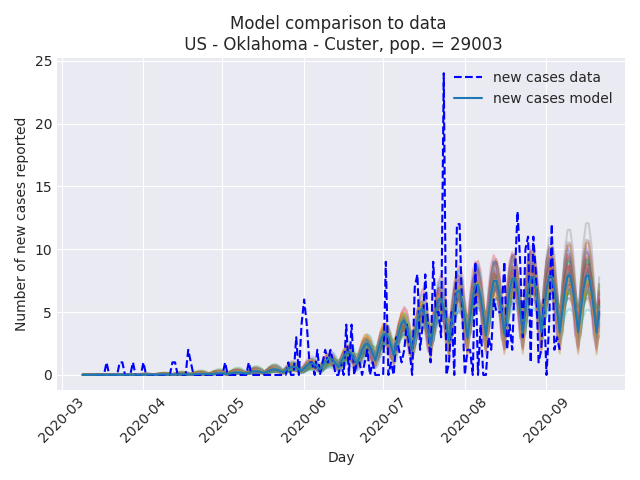 Model comparison to data
US - Oklahoma - Custer, pop. = 29003
25
20
15
10
5
0
Number of new cases reported
new cases data
new cases model
2020-03
2020-04
2020-05
2020-06
2020-07
2020-08
2020-09
Day